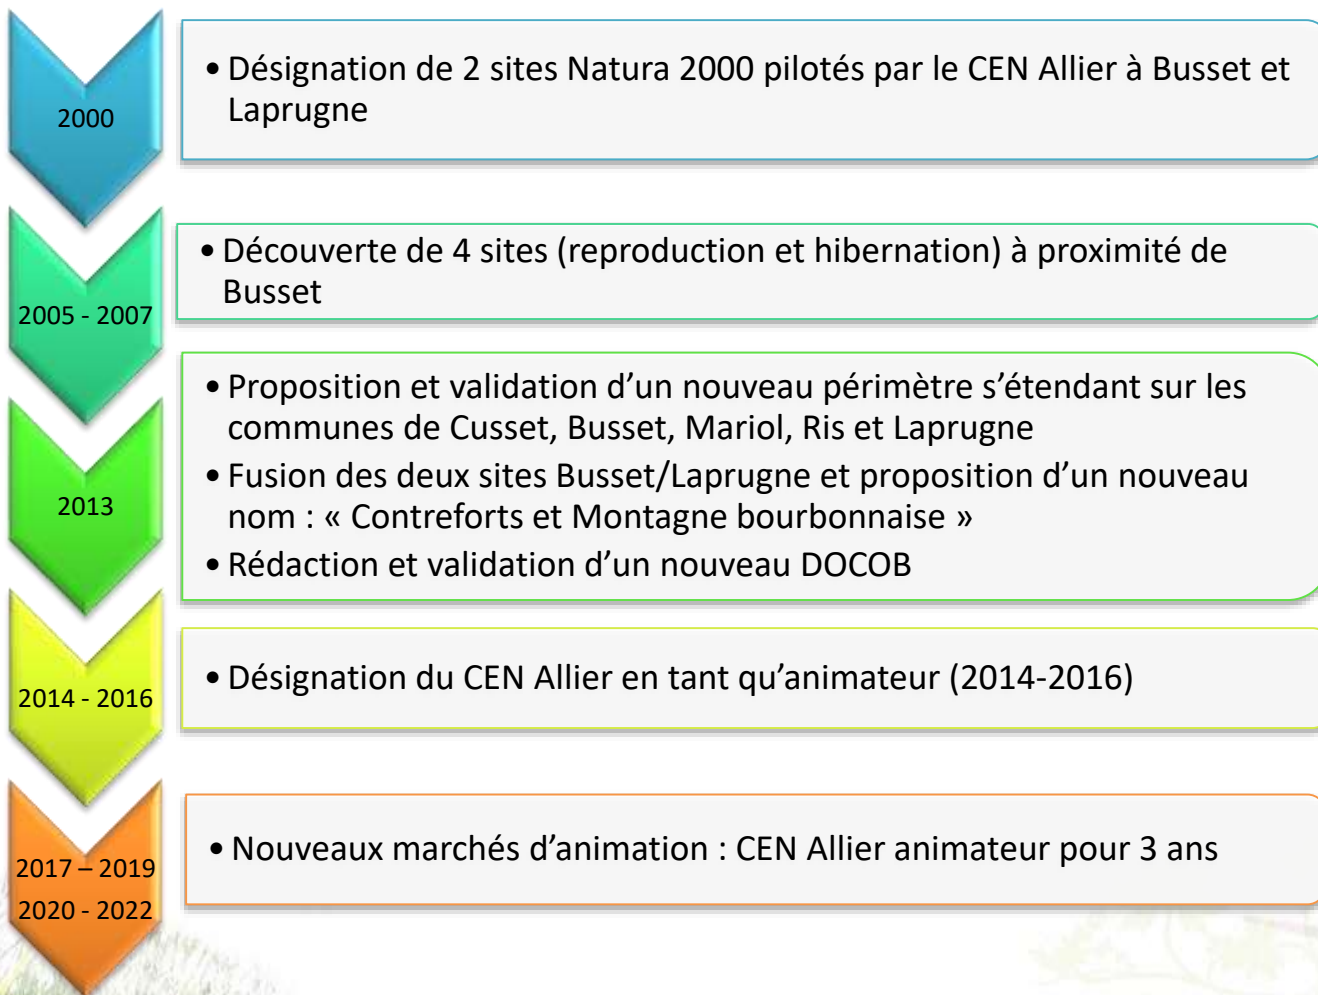 2000
• Désignation de 2 sites Natura 2000 pilotés par le CEN Allier à Busset et
Laprugne
2005 - 2007
• Découverte de 4 sites (reproduction et hibernation) à proximité de
Busset
2013
• Proposition et validation d’un nouveau périmètre s’étendant sur les
communes de Cusset, Busset, Mariol, Ris et Laprugne
• Fusion des deux sites Busset/Laprugne et proposition d’un nouveau
nom : « Contreforts et Montagne bourbonnaise »
• Rédaction et validation d’un nouveau DOCOB
2014 - 2016
• Désignation du CEN Allier en tant qu’animateur (2014-2016)
2017 – 2019
2020 - 2022
• Nouveaux marchés d’animation : CEN Allier animateur pour 3 ans